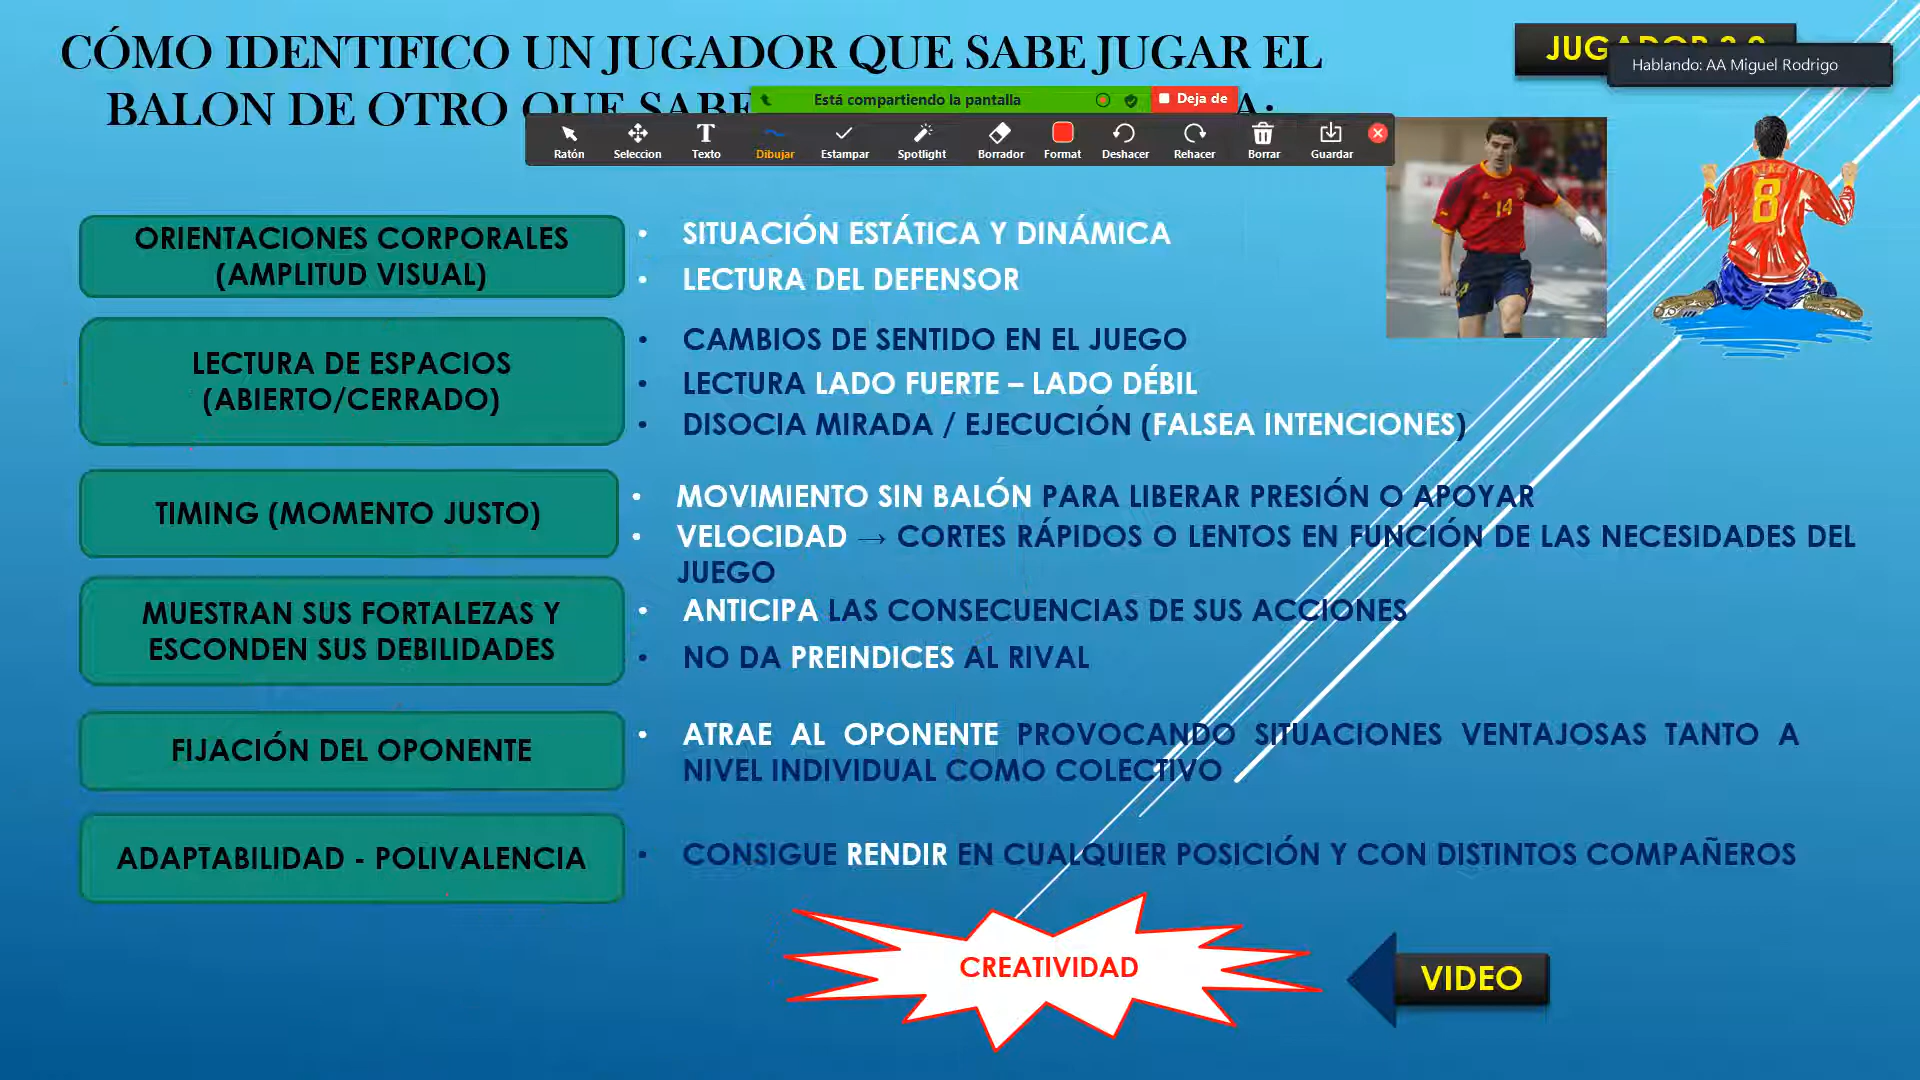 CÓMO IDENTIFICO UN JUGADOR QUE SABE JUGAR EL
BALON DE OTRO QUE SABE
JUGADOR
Hablando: AA Miguel Rodrigo
Está compartiendo la pantalla
Deja de
Ratón
Seleccion
Texto
Dibujar
Estampar
Spotlight
Borrador
Format
Deshacer
Rehacer
Borrar
Guardar
14
KIKE
8
ORIENTACIONES CORPORALES
(AMPLITUD VISUAL)
• SITUACIÓN ESTÁTICA Y DINÁMICA
• LECTURA DEL DEFENSOR
LECTURA DE ESPACIOS
(ABIERTO/CERRADO)
• CAMBIOS DE SENTIDO EN EL JUEGO
• LECTURA LADO FUERTE – LADO DÉBIL
• DISOCIA MIRADA / EJECUCIÓN (FALSEA INTENCIONES)
TIMING (MOMENTO JUSTO)
• MOVIMIENTO SIN BALÓN PARA LIBERAR PRESIÓN O APOYAR
• VELOCIDAD → CORTES RÁPIDOS O LENTOS EN FUNCIÓN DE LAS NECESIDADES DEL
JUEGO
MUESTRAN SUS FORTALEZAS Y
ESCONDEN SUS DEBILIDADES
• ANTICIPA LAS CONSECUENCIAS DE SUS ACCIONES
• NO DA PREINDICES AL RIVAL
FIJACIÓN DEL OPONENTE
• ATRAE AL OPONENTE PROVOCANDO SITUACIONES VENTAJOSAS TANTO A
NIVEL INDIVIDUAL COMO COLECTIVO
ADAPTABILIDAD - POLIVALENCIA
• CONSIGUE RENDIR EN CUALQUIER POSICIÓN Y CON DISTINTOS COMPAÑEROS
CREATIVIDAD
VIDEO